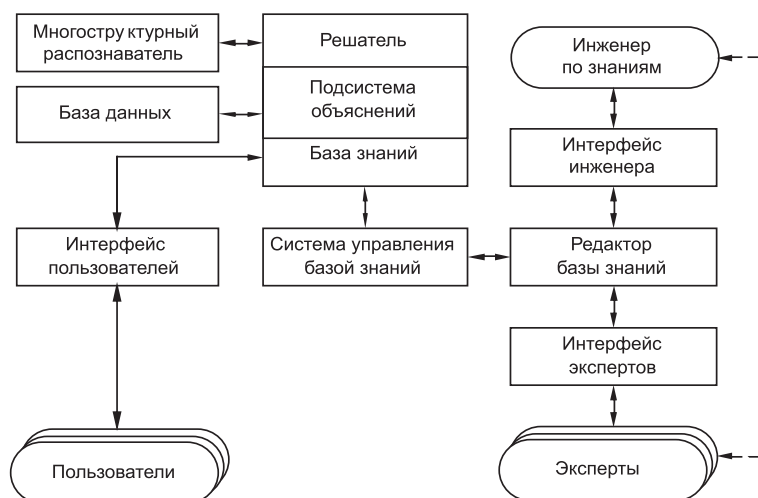 Многостру ктурный
распознаватель
Решатель
Инженер
по знаниям
База данных
Подсистема
объяснений
База знаний
Интерфейс
инженера
Интерфейс
пользователей
Система управления
базой знаний
Редактор
базы знаний
Интерфейс
экспертов
Пользователи
Эксперты